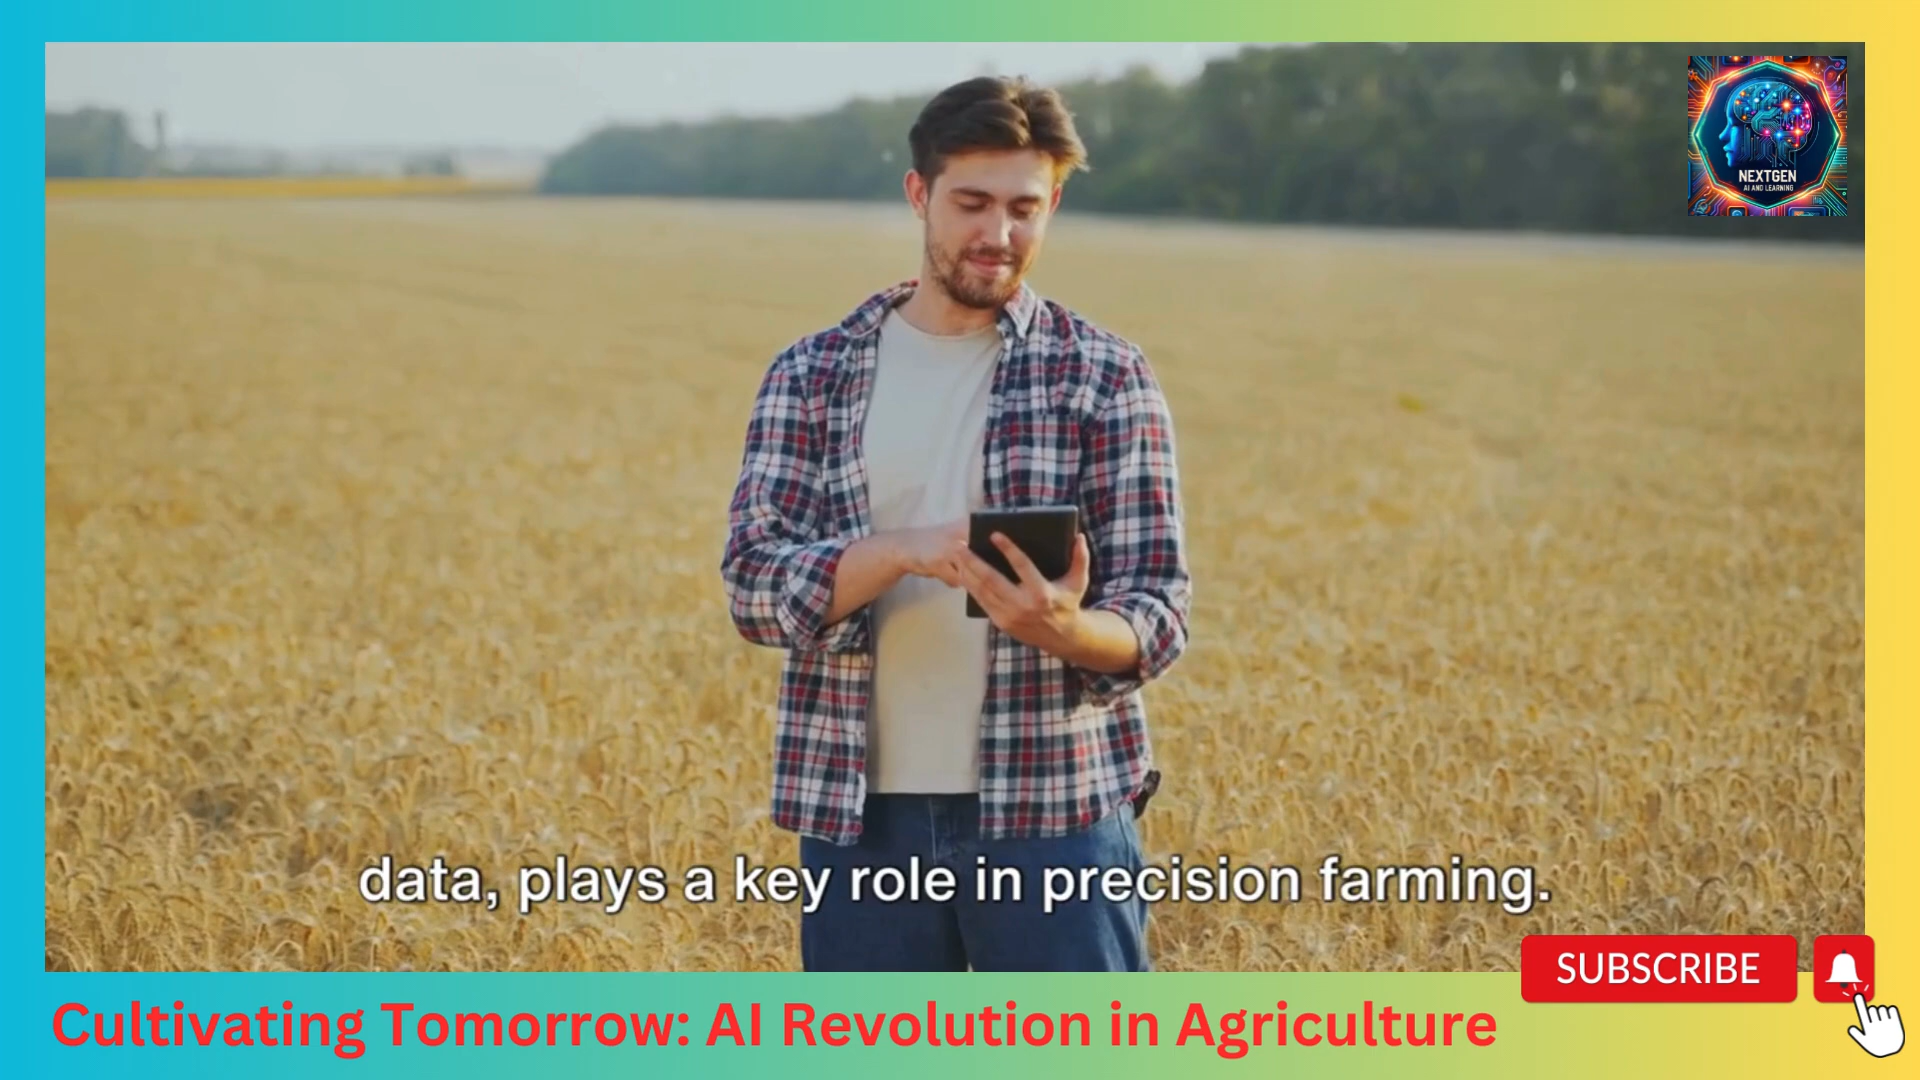 NEXTGEN
AI AND LEARNING
data, plays a key role in precision farming.
SUBSCRIBE
Cultivating Tomorrow: AI Revolution in Agriculture